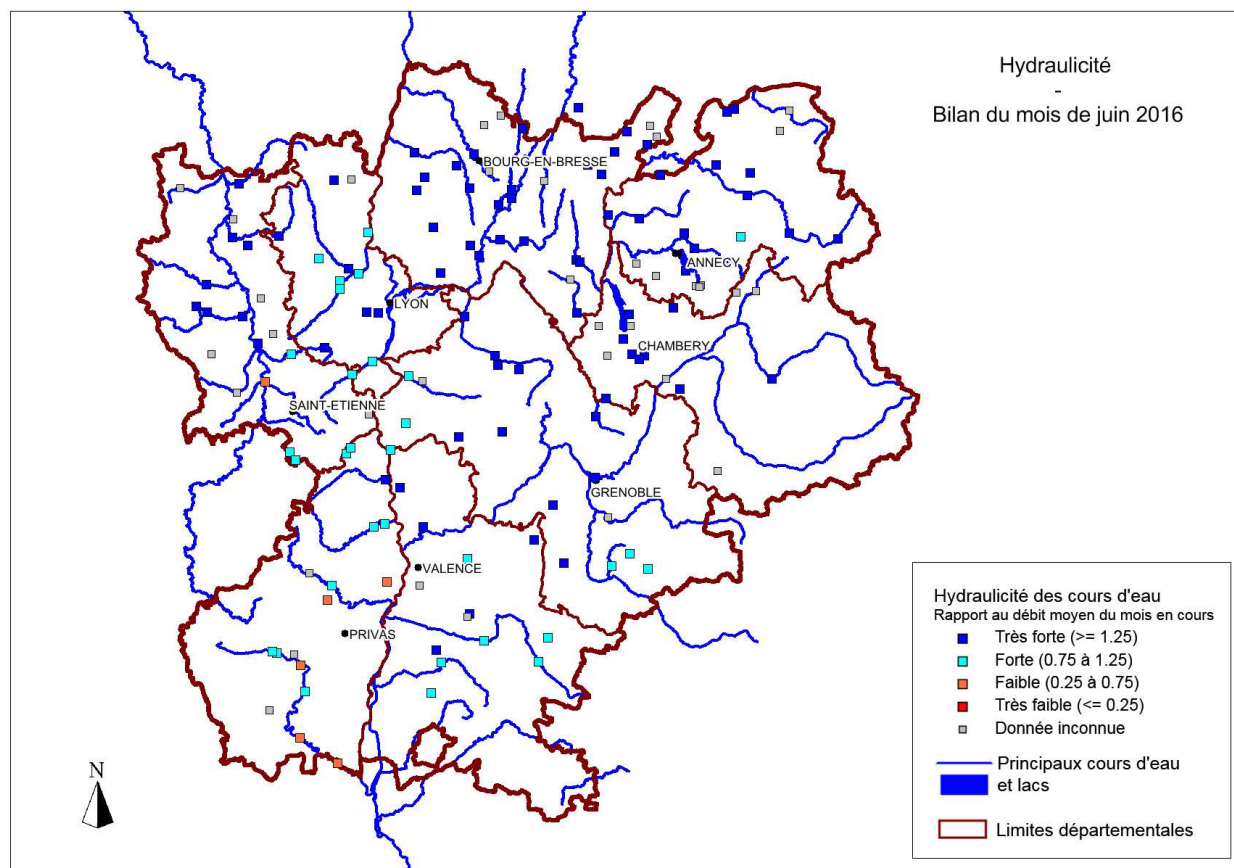 Hydraulicité
-
Bilan du mois de juin 2016
BOURG-EN-BRESSE
ANNECY
LYON
CHAMBERY
SAINT-ETIENNE
GRENOBLE
VALENCE
PRIVAS
N
Hydraulicité des cours d'eau
Rapport au débit moyen du mois en cours
Très forte (>= 1.25)
Forte (0.75 à 1.25)
Faible (0.25 à 0.75)
Très faible (<= 0.25)
Donnée inconnue
Principaux cours d'eau
et lacs
Limites départementales